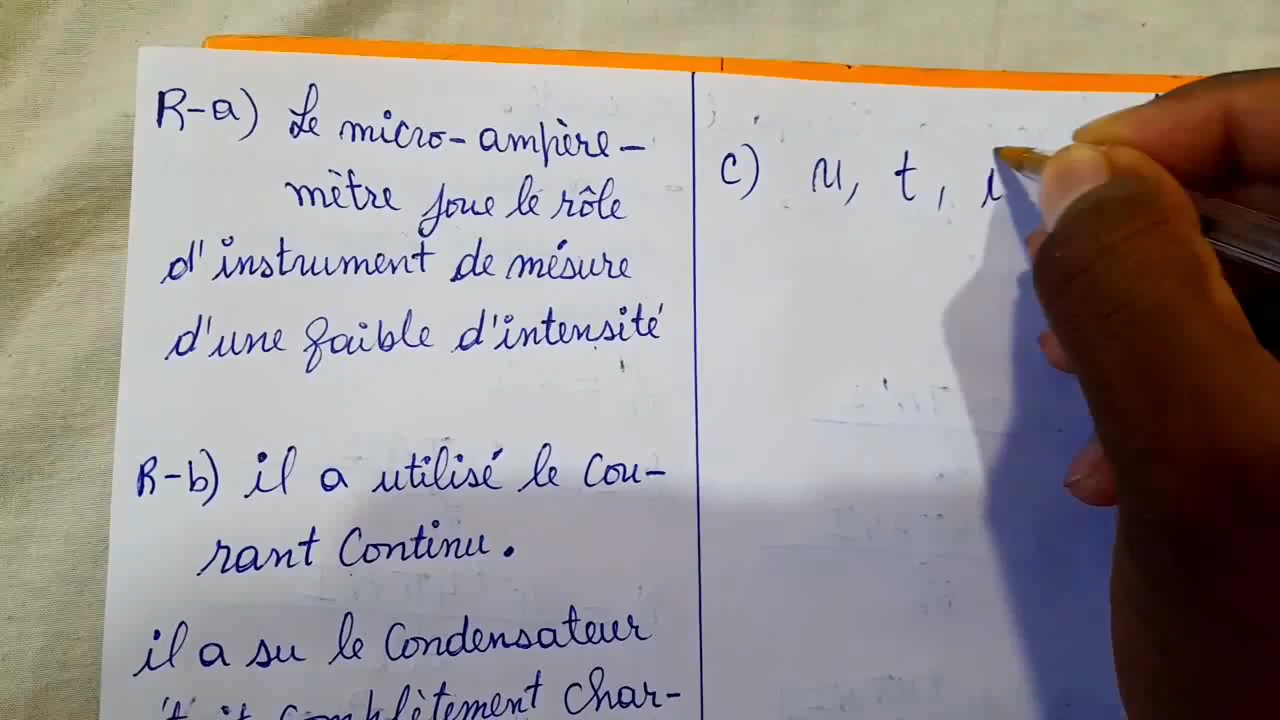 R-a) Le micro-ampère-
mètre joue le rôle
d'instrument de mésure
d'une faible d'intensité
R-b) il a utilisé le cou-
rant Continu.
il a su le Condensateur
complètement char-
C) u, t, i